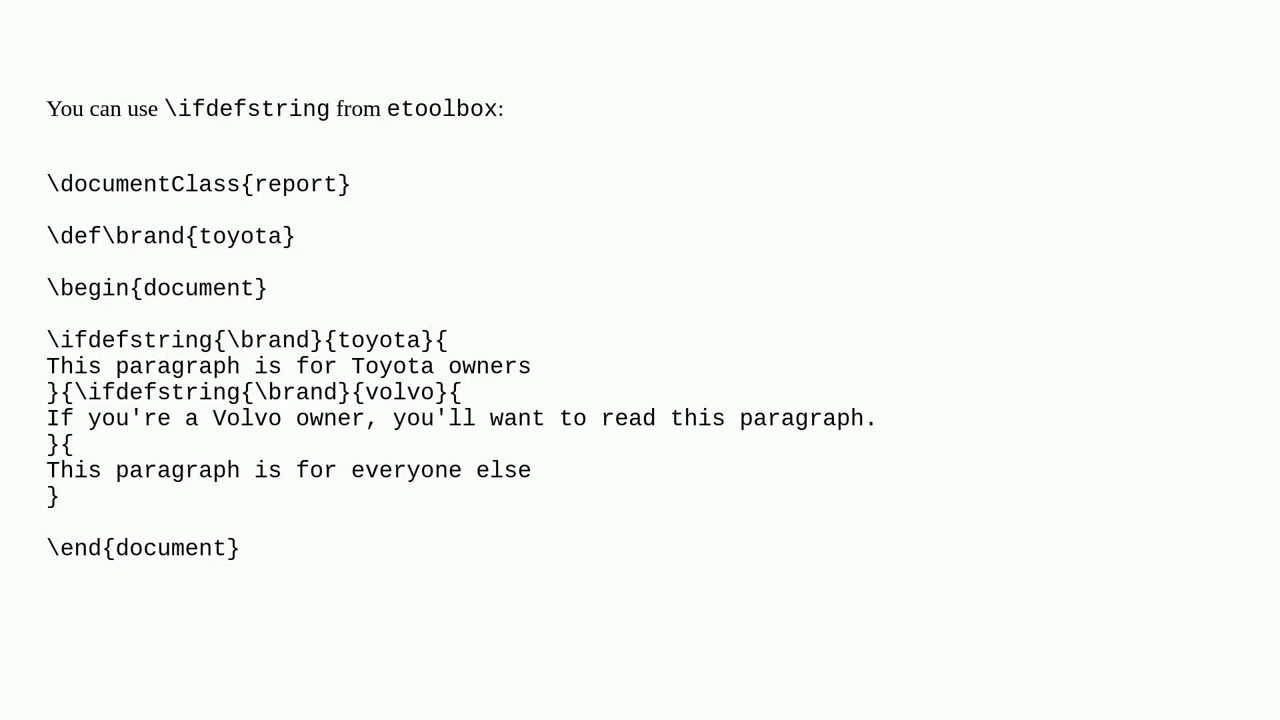 You can use \ifdefstring from etoolbox:
\documentClass{report}
\def\brand{toyota}
\begin{document}
\ifdefstring{\brand}{toyota}{
This paragraph is for Toyota owners
}{\ifdefstring{\brand}{volvo}{
If you're a Volvo owner, you'll want to read this paragraph.
}{
This paragraph is for everyone else
}
\end{document}